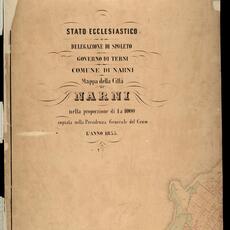 STATO ECCLESIASTICO
DELEGAZIONE DI SPOLETO
GOVERNO DI TERNI
COMUNE DI NARNI
Mappa della Città
DI
NARNI
nella proporzione di 1 a 1000
copiata nella Presidenza Generale del Censo
L'ANNO 1855.